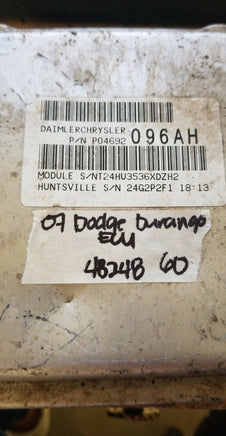 DAIMLERCHRYSLER
P/N P04692 096AH
MODULE S/NT24HU3536XDZH2
HUNTSVILLE S/N 24G2P2F1 18:13
07 Dodge Durango
ECU
48248 60